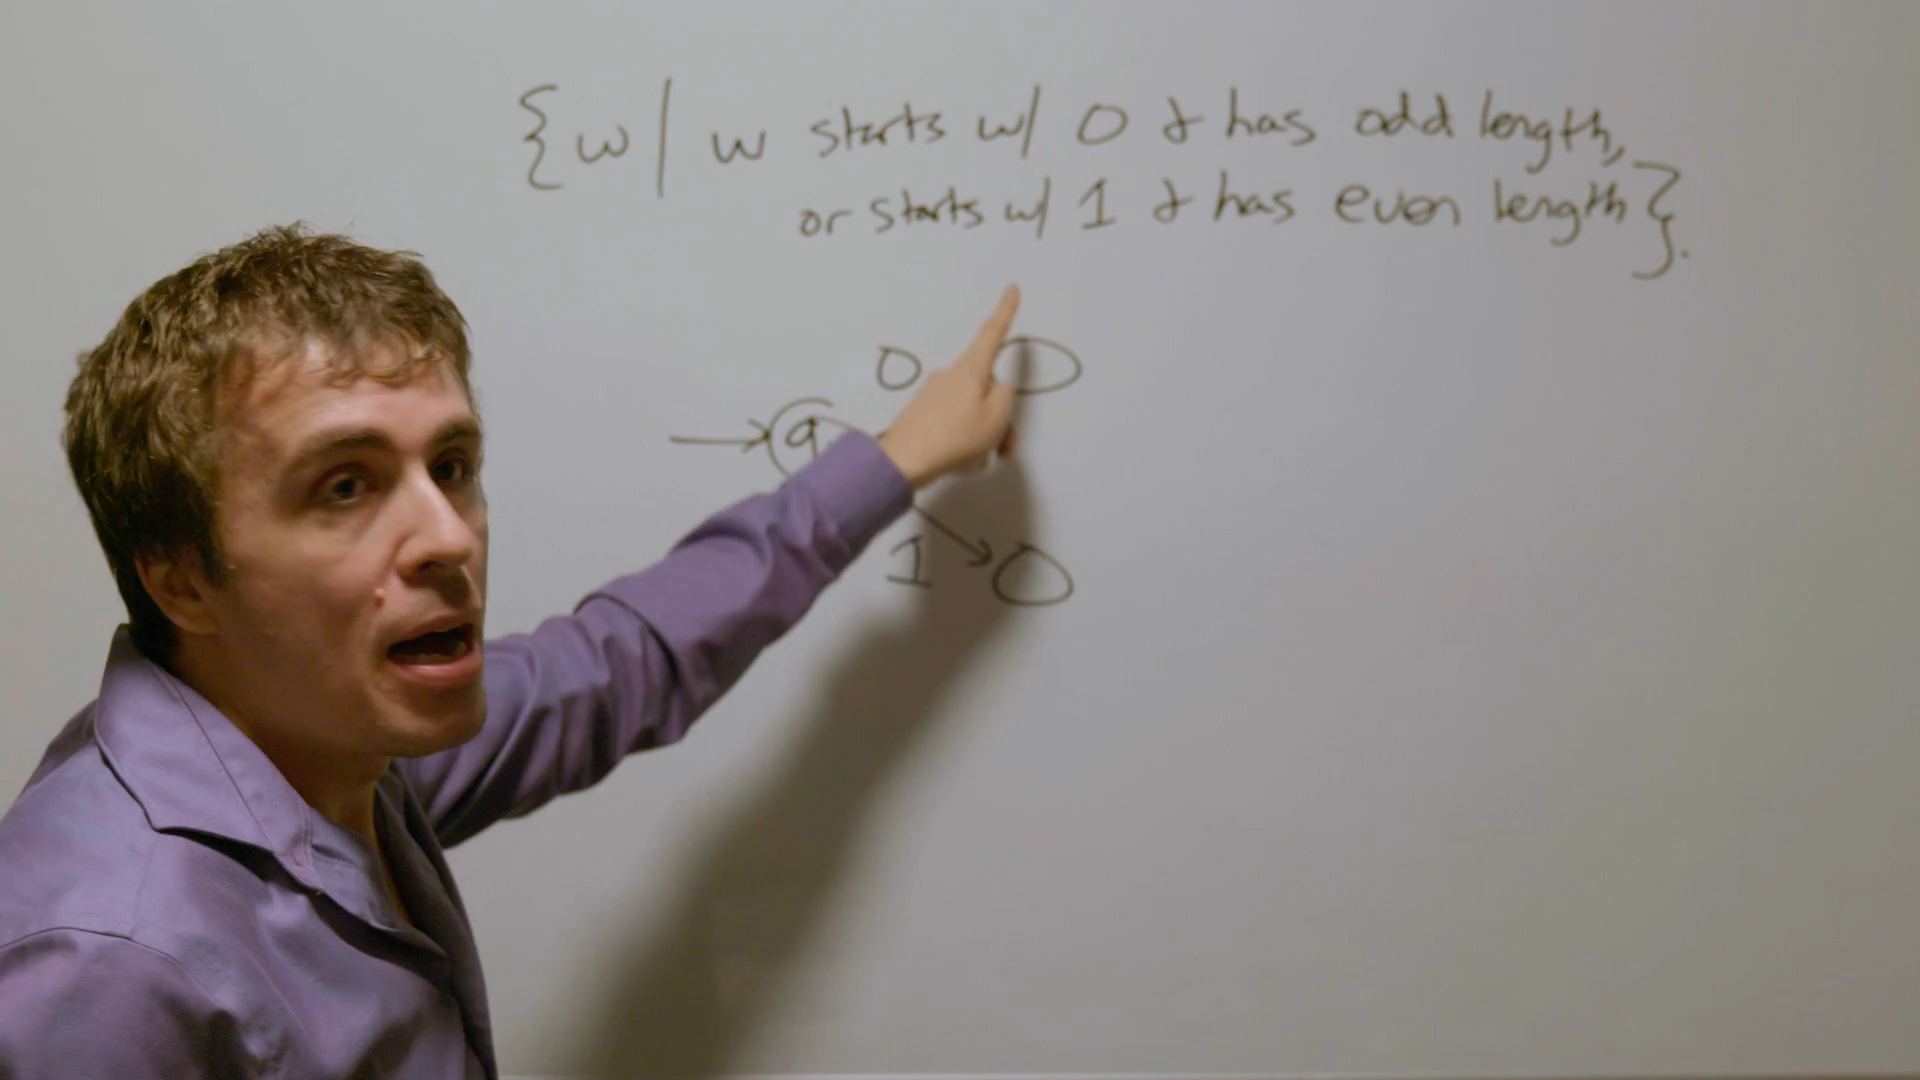 {w | w starts w/ 0 & has odd length,
or starts w/ 1 & has even length}.
0
q
1